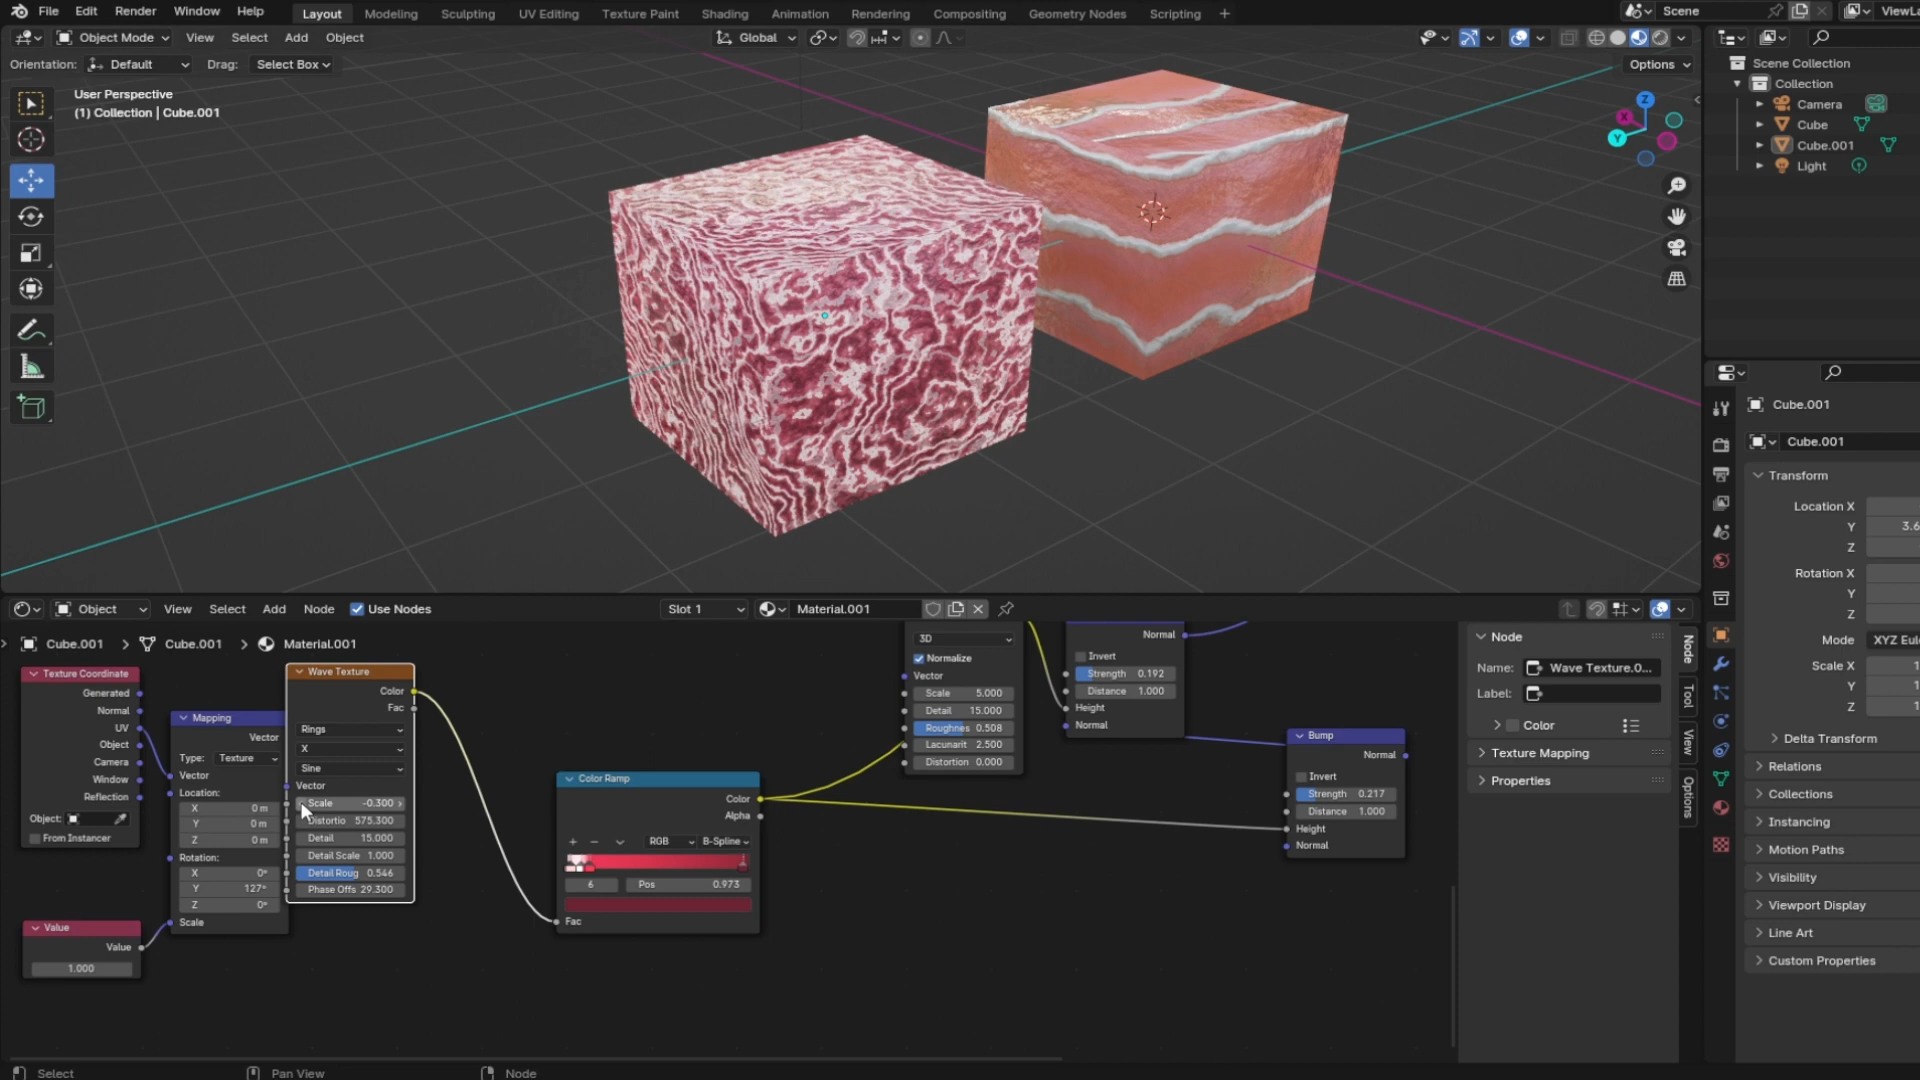 File Edit Render Window Help Layout Modeling Sculpting UV Editing Texture Paint Shading Animation Rendering Compositing Geometry Nodes Scripting + Scene ViewLa
Object Mode View Select Add Object Global
Orientation: Default Drag: Select Box Options
User Perspective
(1) Collection | Cube.001
Z
X
Y
Scene Collection
Collection
Camera
Cube
Cube.001
Light
Cube.001
Cube.001
Transform
Location X
Y 3.6
Z
Rotation X
Y
Z
Mode XYZ Eul
Scale X 1
Y 1
Z 1
Delta Transform
Relations
Collections
Instancing
Motion Paths
Visibility
Viewport Display
Line Art
Custom Properties
Object View Select Add Node Use Nodes Slot 1 Material.001
Cube.001 > Cube.001 > Material.001
Texture Coordinate
Generated
Normal
UV
Object
Camera
Window
Reflection
Object:
From Instancer
Value
Value
1.000
Mapping
Vector
Type: Texture
Vector
Location:
X 0 m
Y 0 m
Z 0 m
Rotation:
X 0°
Y 127°
Z 0°
Scale
Wave Texture
Color
Fac
Rings
X
Sine
Vector
Scale -0.300
Distortio 575.300
Detail 15.000
Detail Scale 1.000
Detail Roug 0.546
Phase Offs 29.300
Color Ramp
Color
Alpha
+ − RGB B-Spline
6 Pos 0.973
Fac
3D
Normalize
Vector
Scale 5.000
Detail 15.000
Roughnes 0.508
Lacunarit 2.500
Distortion 0.000
Normal
Invert
Strength 0.192
Distance 1.000
Height
Normal
Bump
Normal
Invert
Strength 0.217
Distance 1.000
Height
Normal
Node
Name: Wave Texture.0...
Label:
Color
Texture Mapping
Properties
Node
Tool
View
Options
Select Pan View Node